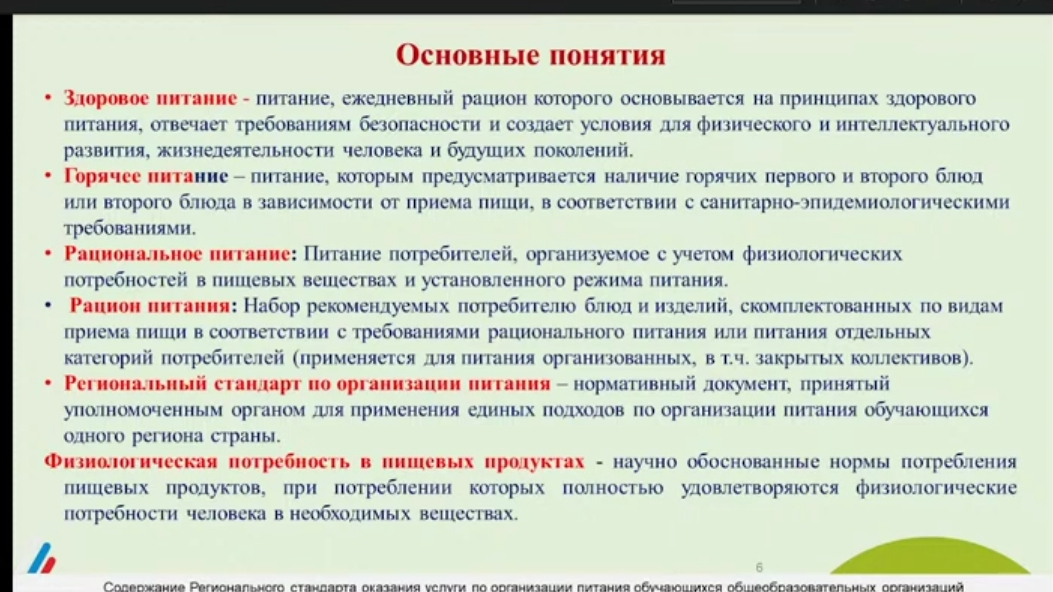 Основные понятия
• Здоровое питание - питание, ежедневный рацион которого основывается на принципах здорового
питания, отвечает требованиям безопасности и создает условия для физического и интеллектуального
развития, жизнедеятельности человека и будущих поколений.
• Горячее питание – питание, которым предусматривается наличие горячих первого и второго блюд
или второго блюда в зависимости от приема пищи, в соответствии с санитарно-эпидемиологическими
требованиями.
• Рациональное питание: Питание потребителей, организуемое с учетом физиологических
потребностей в пищевых веществах и установленного режима питания.
• Рацион питания: Набор рекомендуемых потребителю блюд и изделий, скомплектованных по видам
приема пищи в соответствии с требованиями рационального питания или питания отдельных
категорий потребителей (применяется для питания организованных, в т.ч. закрытых коллективов).
• Региональный стандарт по организации питания – нормативный документ, принятый
уполномоченным органом для применения единых подходов по организации питания обучающихся
одного региона страны.
Физиологическая потребность в пищевых продуктах - научно обоснованные нормы потребления
пищевых продуктов, при потреблении которых полностью удовлетворяются физиологические
потребности человека в необходимых веществах.
6
Содержание Регионального стандарта оказания услуги по организации питания обучающихся общеобразовательных организаций